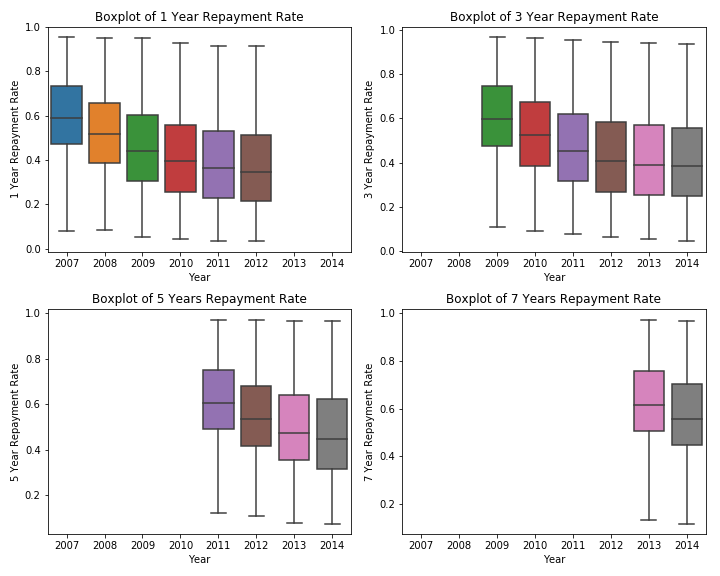 Boxplot of 1 Year Repayment Rate
1 Year Repayment Rate
1.0
0.8
0.6
0.4
0.2
0.0
2007 2008 2009 2010 2011 2012 2013 2014
Year
Boxplot of 3 Year Repayment Rate
3 Year Repayment Rate
1.0
0.8
0.6
0.4
0.2
0.0
2007 2008 2009 2010 2011 2012 2013 2014
Year
Boxplot of 5 Years Repayment Rate
5 Year Repayment Rate
1.0
0.8
0.6
0.4
0.2
2007 2008 2009 2010 2011 2012 2013 2014
Year
Boxplot of 7 Years Repayment Rate
7 Year Repayment Rate
1.0
0.8
0.6
0.4
0.2
2007 2008 2009 2010 2011 2012 2013 2014
Year